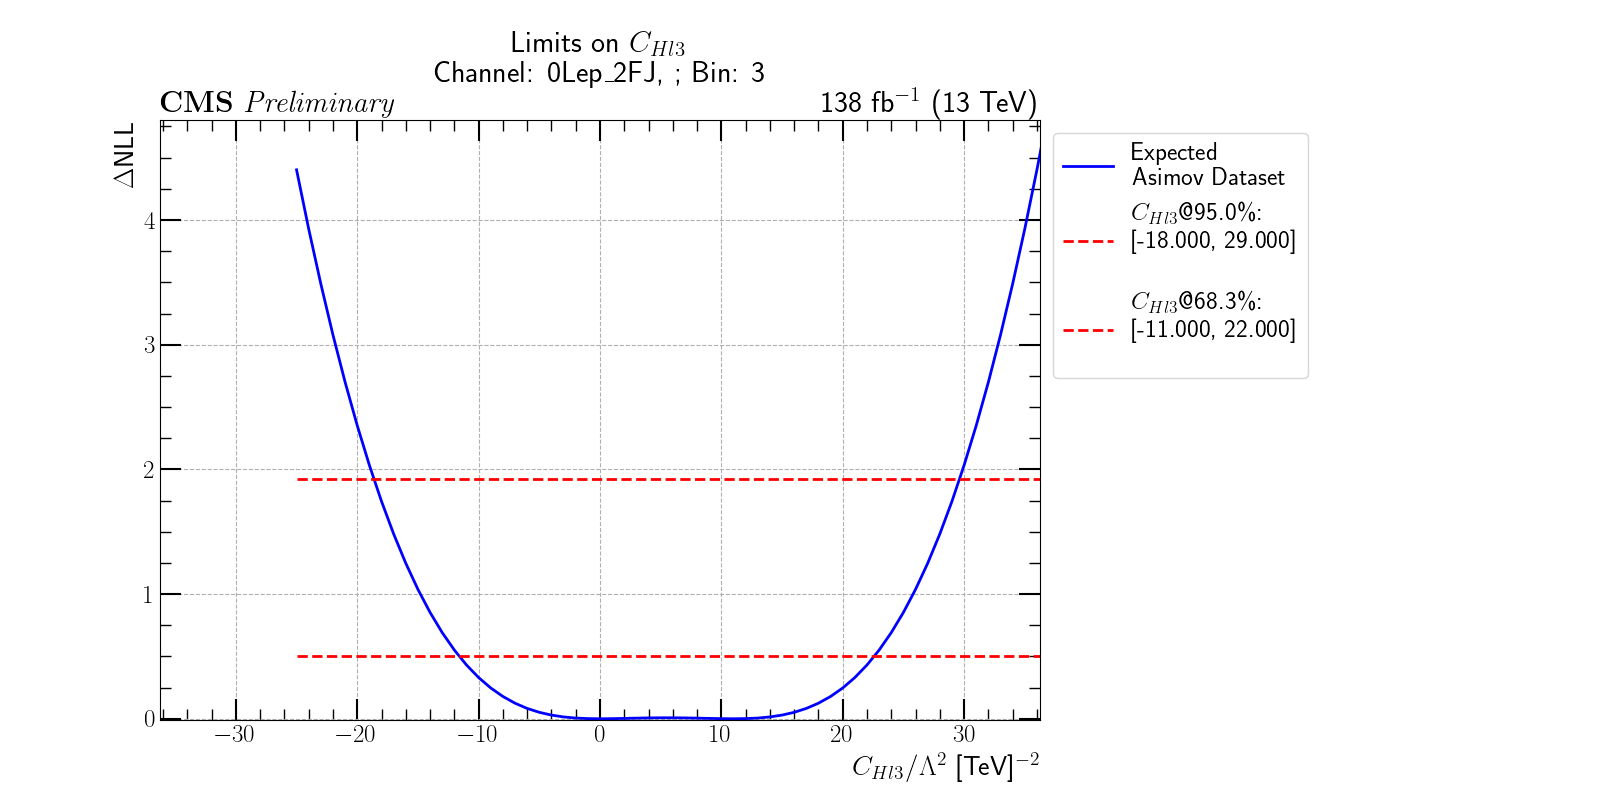 Limits on C_{Hl3}
Channel: 0Lep_2FJ, ; Bin: 3
CMS Preliminary
138 fb^{-1} (13 TeV)
ΔNLL
4
3
2
1
0
−30
−20
−10
0
10
20
30
C_{Hl3}/Λ^2 [TeV]^{-2}
Expected
Asimov Dataset
C_{Hl3}@95.0%:
[-18.000, 29.000]
C_{Hl3}@68.3%:
[-11.000, 22.000]